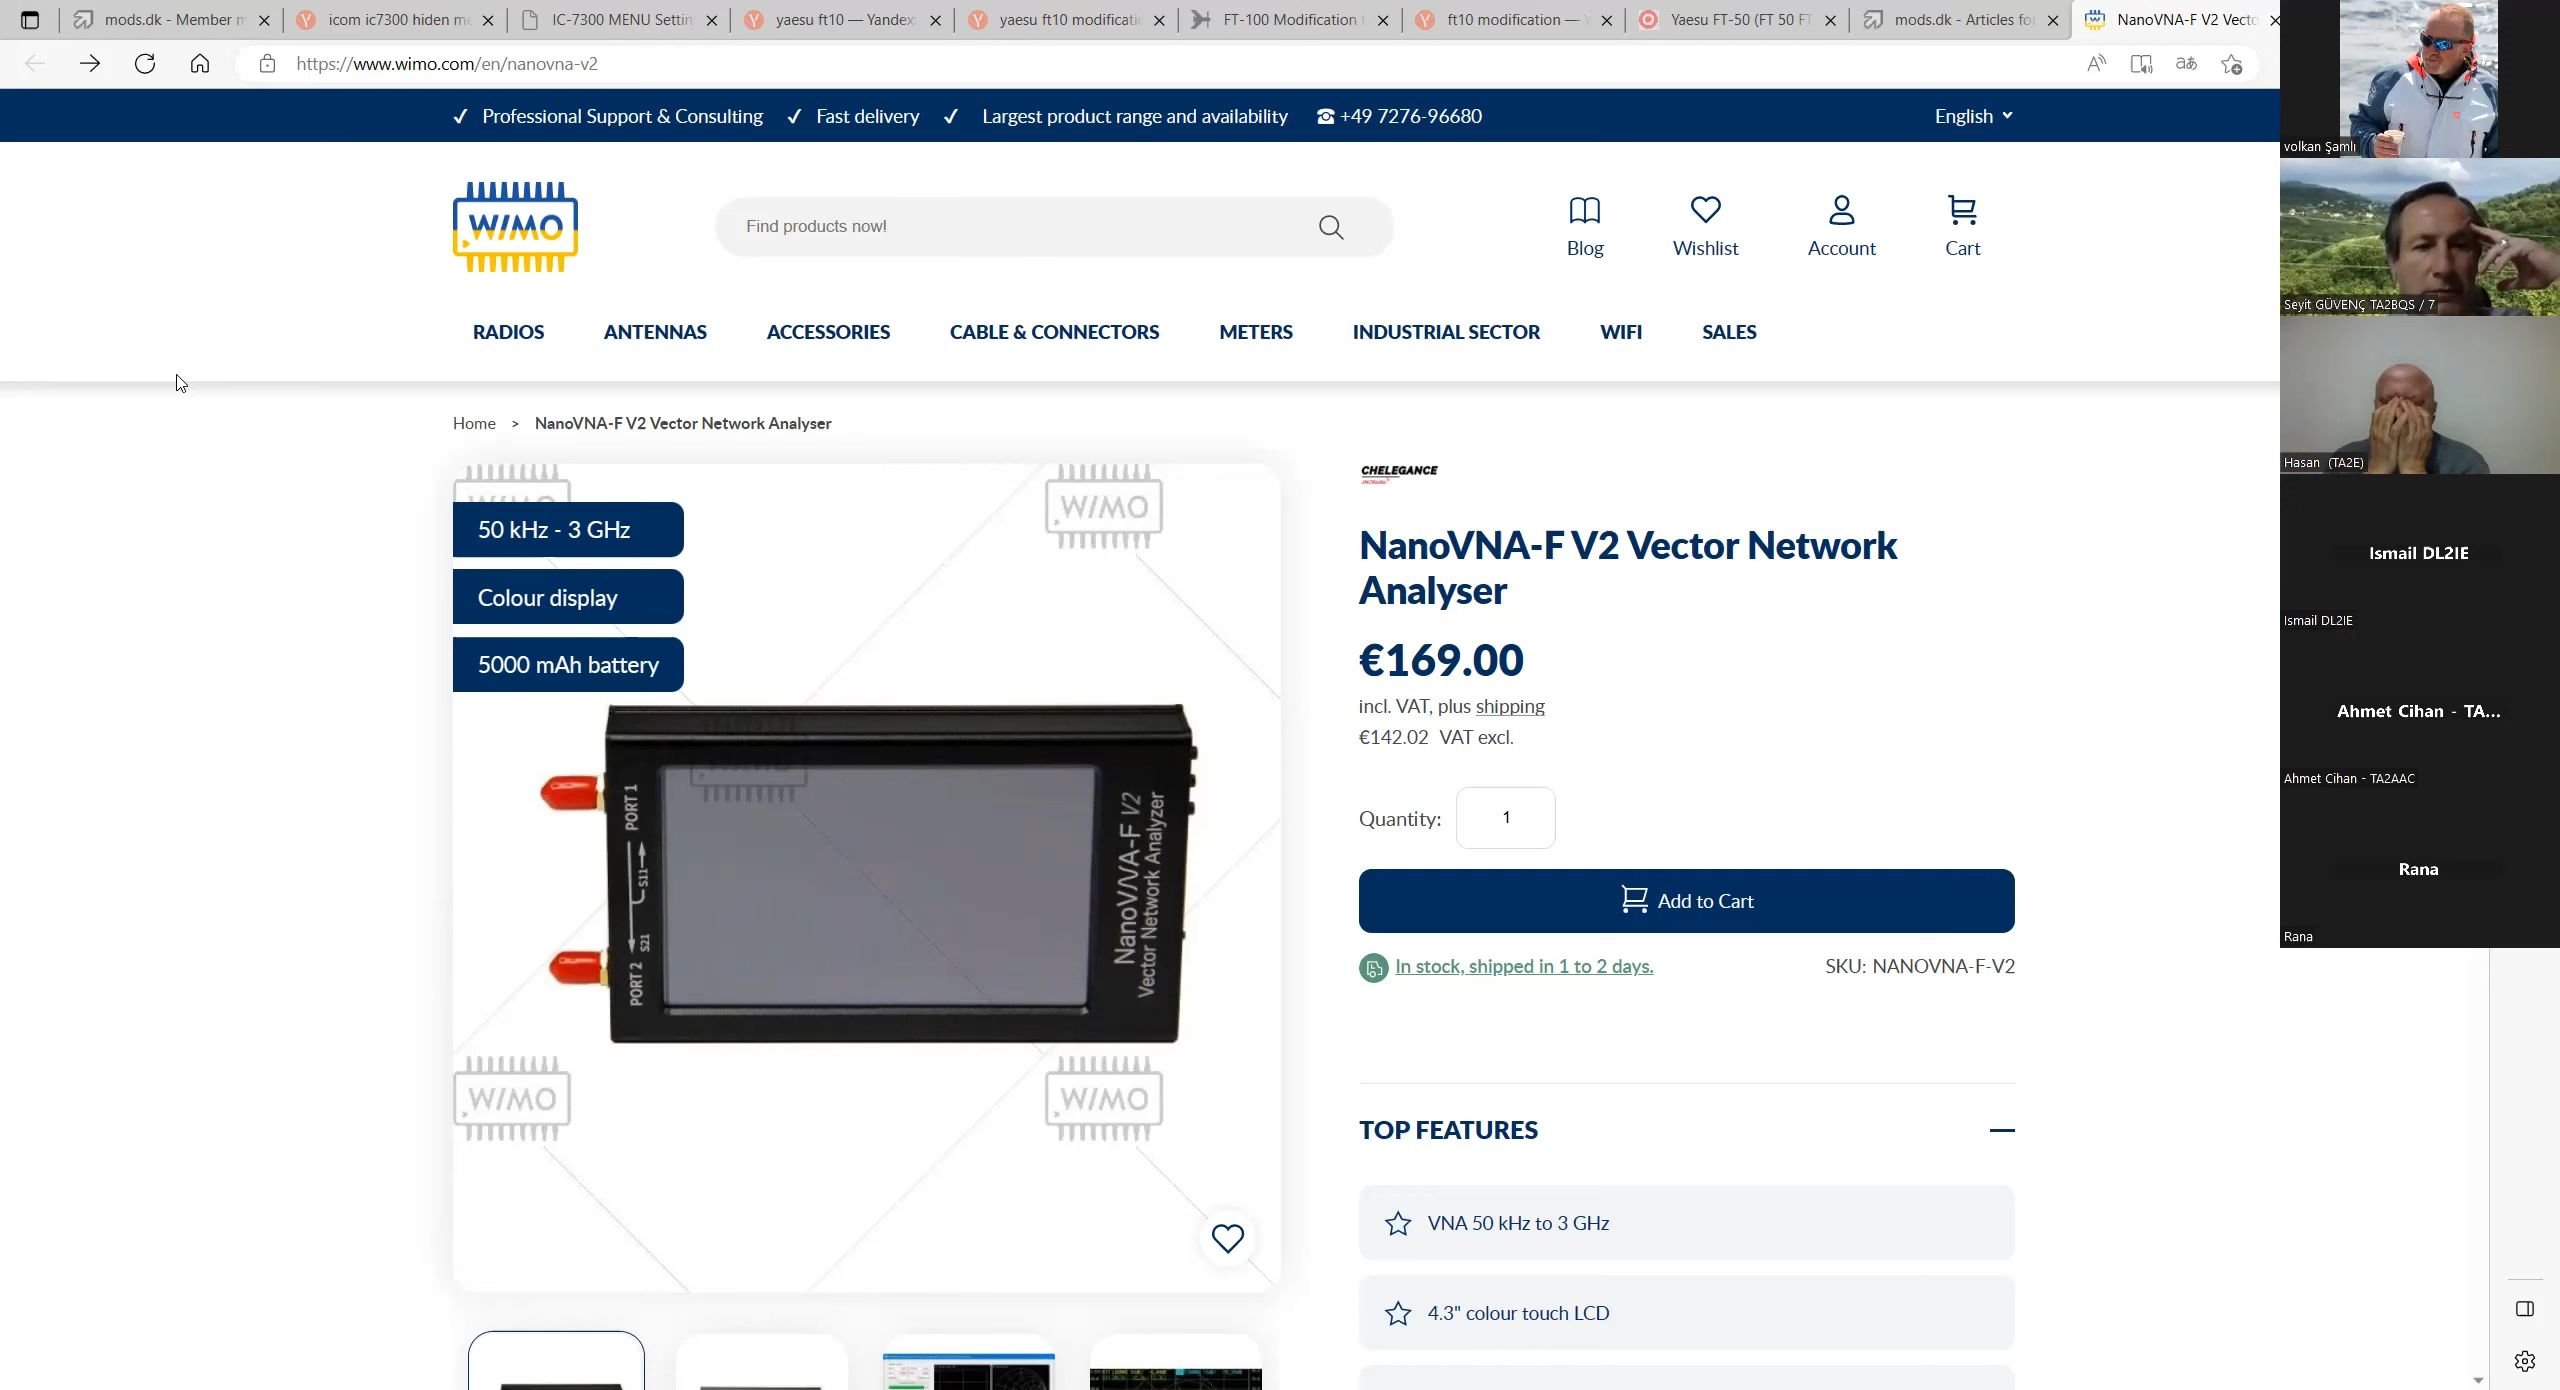 mods.dk - Member m
icom ic7300 hiden me
IC-7300 MENU Settin
yaesu ft10 — Yandex
yaesu ft10 modificatio
FT-100 Modification
ft10 modification —
Yaesu FT-50 (FT 50 FT
mods.dk - Articles fo
NanoVNA-F V2 Vecto
https://www.wimo.com/en/nanovna-v2
Professional Support & Consulting
Fast delivery
Largest product range and availability
+49 7276-96680
English
WIMO
Find products now!
Blog
Wishlist
Account
Cart
RADIOS
ANTENNAS
ACCESSORIES
CABLE & CONNECTORS
METERS
INDUSTRIAL SECTOR
WIFI
SALES
Home > NanoVNA-F V2 Vector Network Analyser
WIMO
50 kHz - 3 GHz
Colour display
5000 mAh battery
PORT 1
S11
S21
PORT 2
NanoVNA-F V2
Vector Network Analyzer
WIMO
WIMO
CHELEGANCE
NanoVNA-F V2 Vector Network
Analyser
€169.00
incl. VAT, plus shipping
€142.02 VAT excl.
Quantity:
1
Add to Cart
In stock, shipped in 1 to 2 days.
SKU: NANOVNA-F-V2
TOP FEATURES
VNA 50 kHz to 3 GHz
4.3" colour touch LCD
volkan Şamlı
Seyit GÜVENÇ TA2BQS / 7
Hasan (TA2E)
Ismail DL2IE
Ismail DL2IE
Ahmet Cihan - TA...
Ahmet Cihan - TA2AAC
Rana
Rana